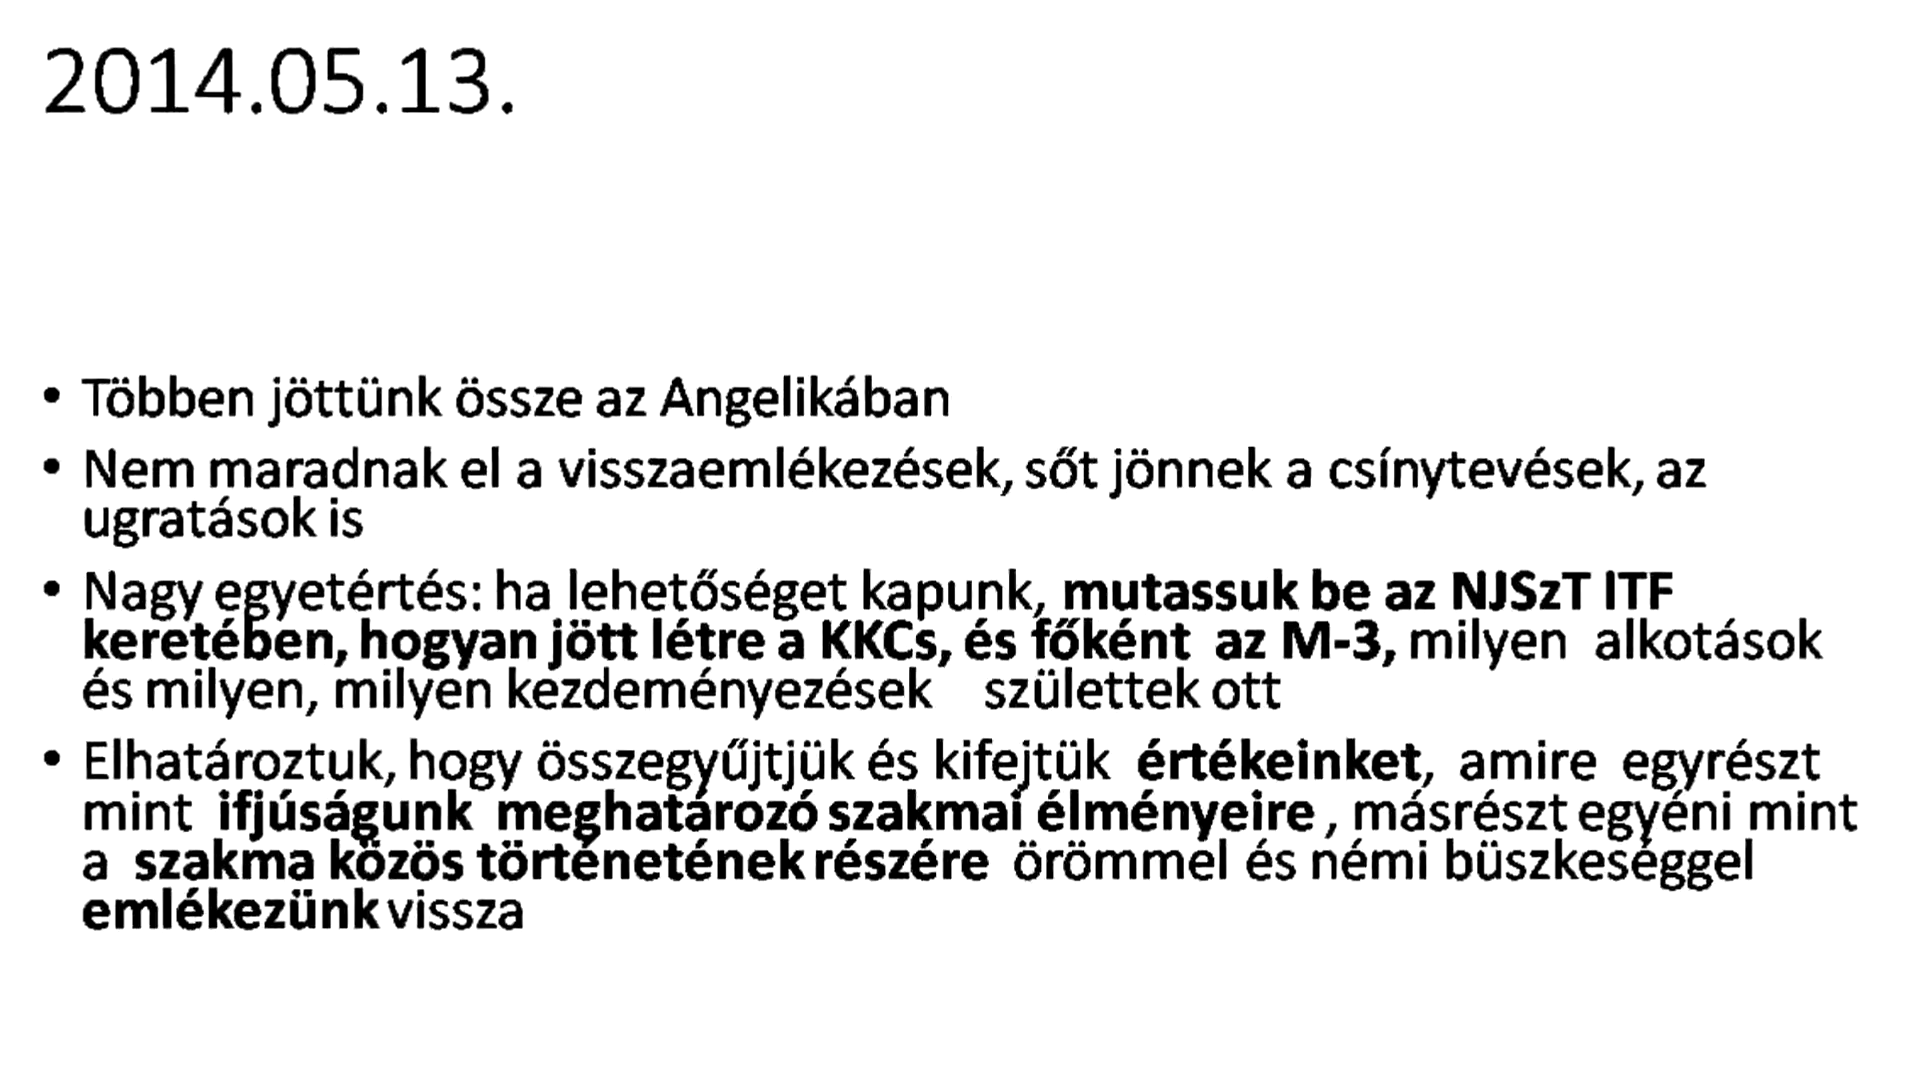 2014.05.13.
• Többen jöttünk össze az Angelikában
• Nem maradnak el a visszaemlékezések, sőt jönnek a csínytevések, az
ugratások is
• Nagy egyetértés: ha lehetőséget kapunk, mutassuk be az NJSzT ITF
keretében, hogyan jött létre a KKCs, és főként az M-3, milyen alkotások
és milyen, milyen kezdeményezések születtek ott
• Elhatároztuk, hogy összegyűjtjük és kifejtük értékeinket, amire egyrészt
mint ifjúságunk meghatározó szakmai élményeire , másrészt egyéni mint
a szakma közös történetének részére örömmel és némi büszkeséggel
emlékezünk vissza